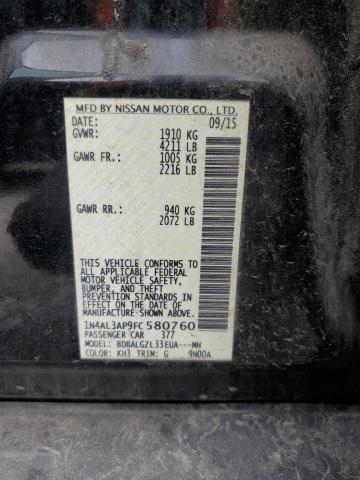 MFD BY NISSAN MOTOR CO., LTD.
DATE: 09/15
GVWR: 1910 KG
4211 LB
GAWR FR.: 1005 KG
2216 LB
GAWR RR.: 940 KG
2072 LB
THIS VEHICLE CONFORMS TO ALL
APPLICABLE FEDERAL MOTOR
VEHICLE SAFETY,
BUMPER, AND THEFT
PREVENTION STANDARDS
IN EFFECT ON THE DATE OF
MANUFACTURE SHOWN ABOVE.
1N4AL3AP9FC580760
PASSENGER CAR 377
MODEL: BDBALGZL33EUA---MH
COLOR: KH3 TRIM: G 9N00A